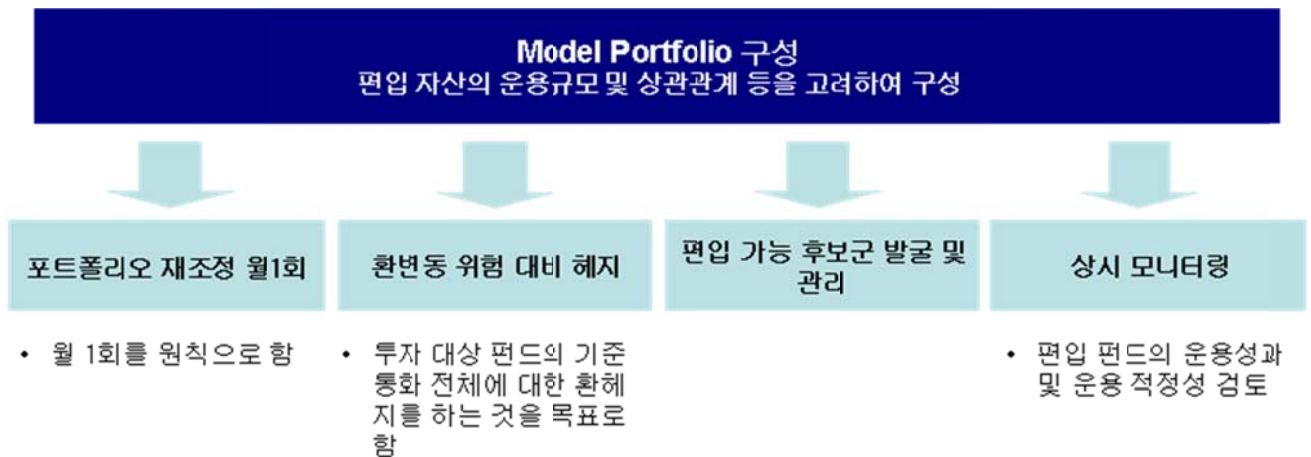 Model Portfolio 구성
편입 자산의 운용규모 및 상관관계 등을 고려하여 구성
포트폴리오 재조정 월1회
환변동 위험 대비 헤지
편입 가능 후보군 발굴 및
관리
상시 모니터링
• 월 1회를 원칙으로 함
• 투자 대상 펀드의 기준
통화 전체에 대한 환헤
지를 하는 것을 목표로
함
• 편입 펀드의 운용성과
및 운용 적정성 검토